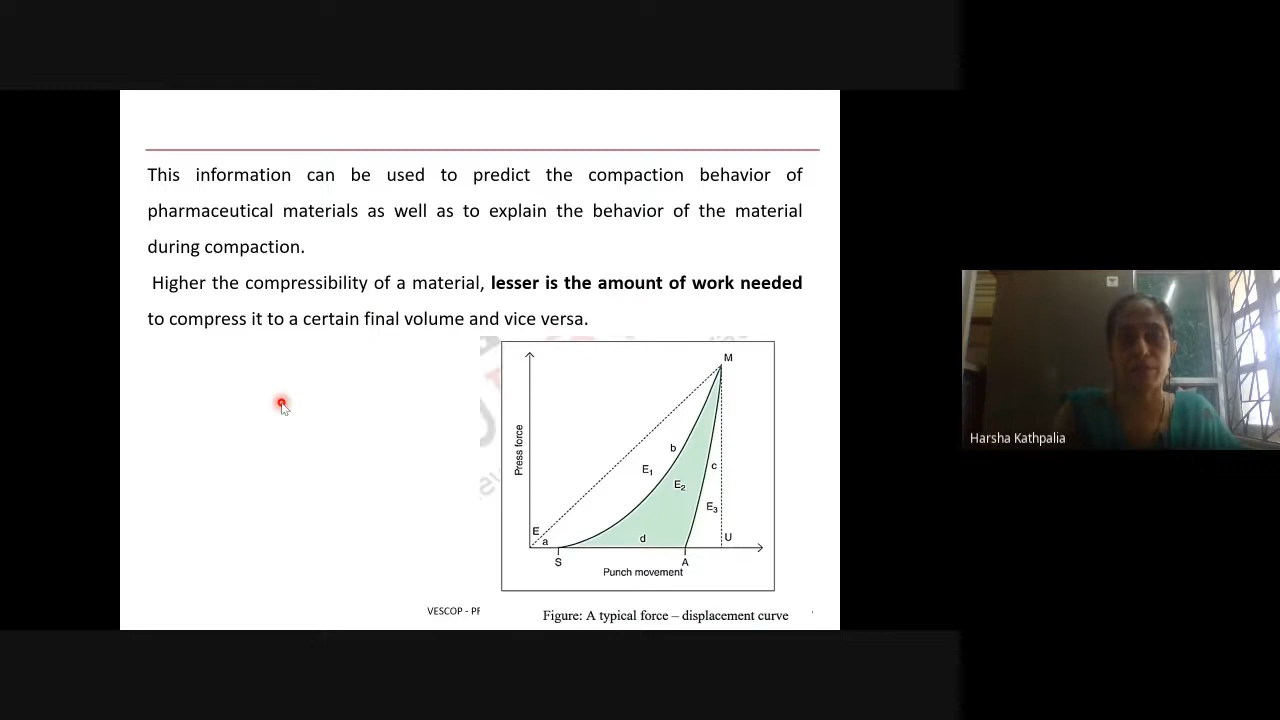 This information can be used to predict the compaction behavior of
pharmaceutical materials as well as to explain the behavior of the material
during compaction.
Higher the compressibility of a material, lesser is the amount of work needed
to compress it to a certain final volume and vice versa.
M
Press force
b
E1
c
E2
E3
E
a
d
U
S
A
Punch movement
VESCOP - PF
Figure: A typical force – displacement curve
Harsha Kathpalia